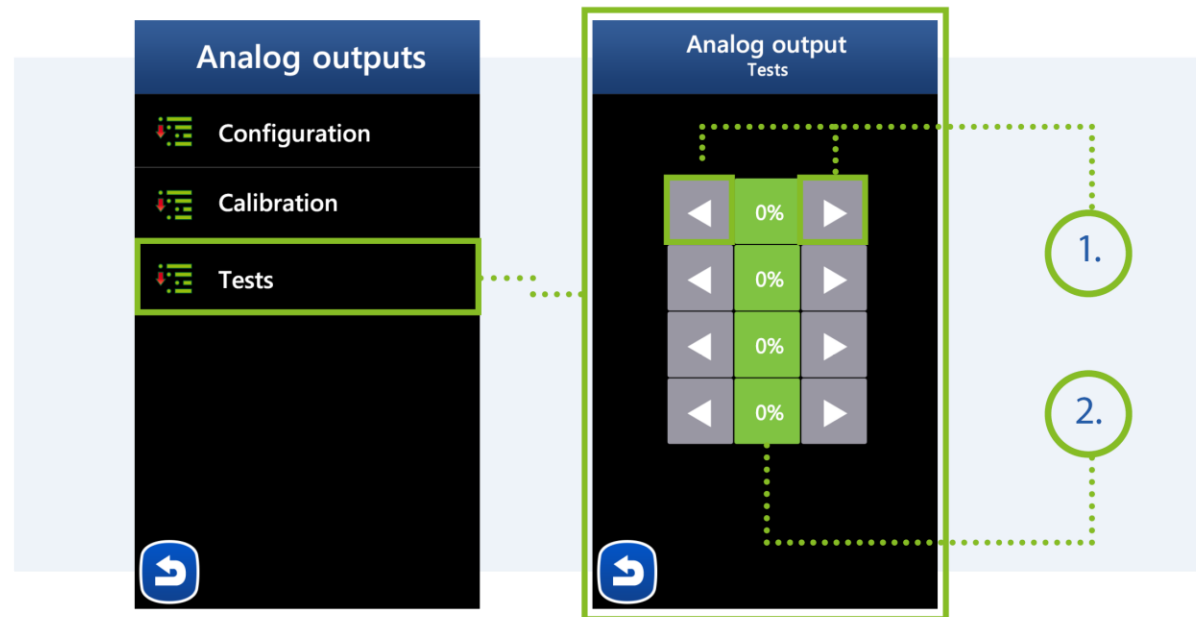 Analog outputs
Configuration
Calibration
Tests
Analog output
Tests
0%
0%
0%
0%
1.
2.